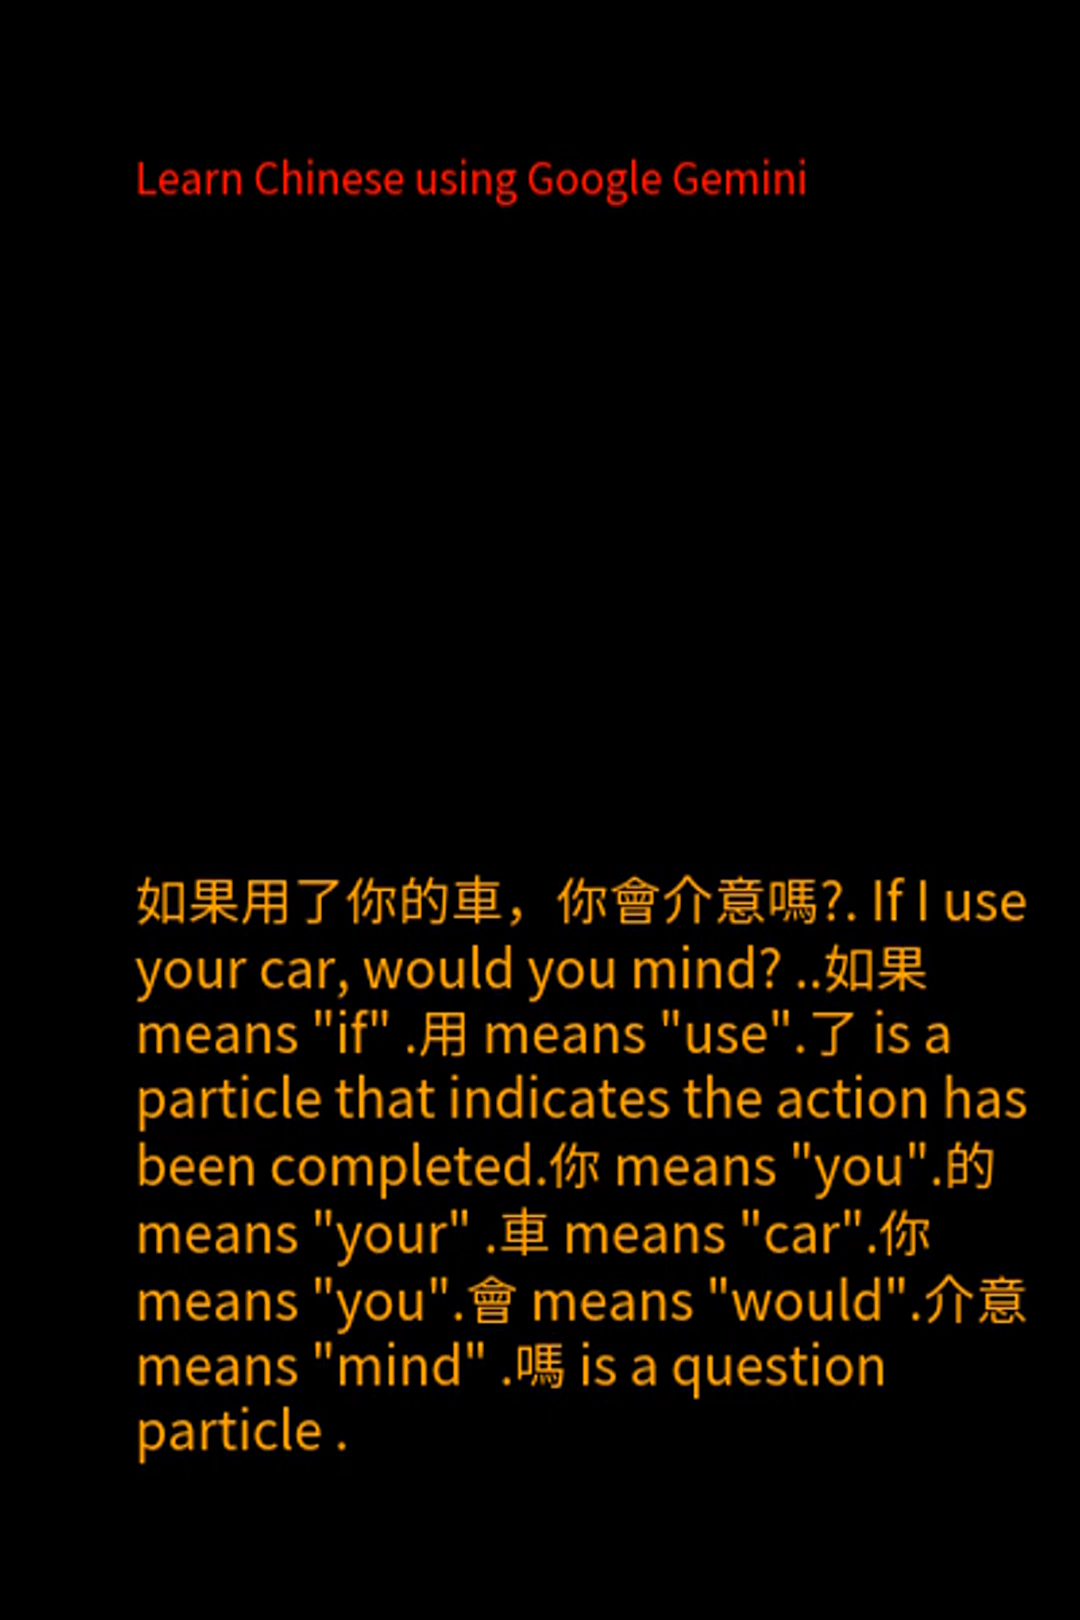 Learn Chinese using Google Gemini
如果用了你的車，你會介意嗎?. If I use
your car, would you mind? ..如果
means "if" .用 means "use".了 is a
particle that indicates the action has
been completed.你 means "you".的
means "your" .車 means "car".你
means "you".會 means "would".介意
means "mind" .嗎 is a question
particle .